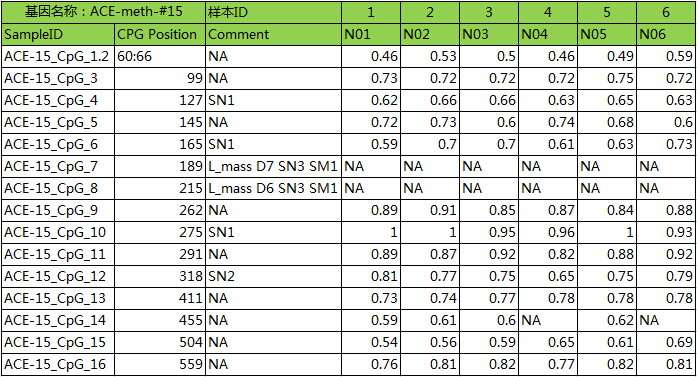 基因名称：ACE-meth-#15 样本ID 1 2 3 4 5 6
SampleID CPG Position Comment N01 N02 N03 N04 N05 N06
ACE-15_CpG_1.2 60:66 NA 0.46 0.53 0.5 0.46 0.49 0.59
ACE-15_CpG_3 99 NA 0.73 0.72 0.72 0.72 0.75 0.72
ACE-15_CpG_4 127 SN1 0.62 0.66 0.66 0.63 0.65 0.63
ACE-15_CpG_5 145 NA 0.72 0.73 0.6 0.74 0.68 0.6
ACE-15_CpG_6 165 SN1 0.59 0.7 0.7 0.61 0.63 0.73
ACE-15_CpG_7 189 L_mass D7 SN3 SM1 NA NA NA NA NA NA
ACE-15_CpG_8 215 L_mass D6 SN3 SM1 NA NA NA NA NA NA
ACE-15_CpG_9 262 NA 0.89 0.91 0.85 0.87 0.84 0.88
ACE-15_CpG_10 275 SN1 1 1 0.95 0.96 1 0.93
ACE-15_CpG_11 291 NA 0.89 0.87 0.92 0.82 0.88 0.92
ACE-15_CpG_12 318 SN2 0.81 0.77 0.75 0.65 0.75 0.79
ACE-15_CpG_13 411 NA 0.73 0.74 0.77 0.78 0.78 0.78
ACE-15_CpG_14 455 NA 0.59 0.61 0.6 NA 0.62 NA
ACE-15_CpG_15 504 NA 0.54 0.56 0.59 0.65 0.61 0.69
ACE-15_CpG_16 559 NA 0.76 0.81 0.82 0.77 0.82 0.81